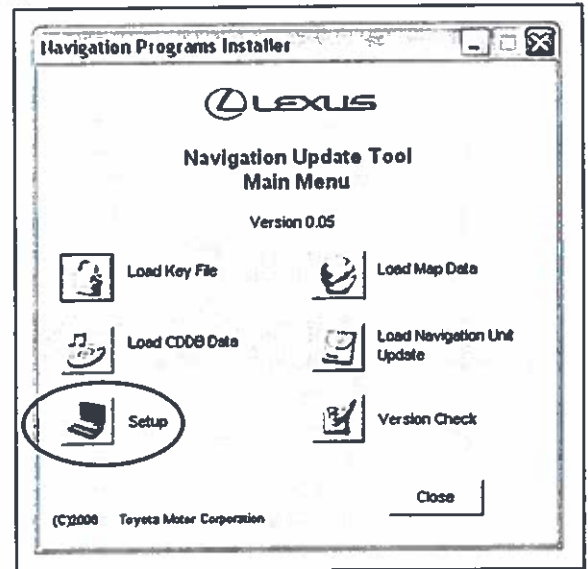 Navigation Programs Installer
LEXUS
Navigation Update Tool
Main Menu
Version 0.05
Load Key File
Load Map Data
Load CDDB Data
Load Navigation Unit
Update
Setup
Version Check
Close
(C)2006 Toyota Motor Corporation